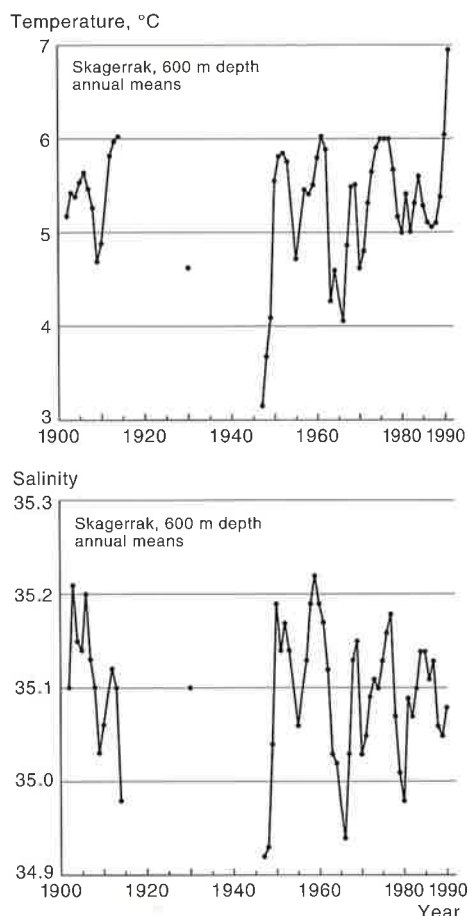 Temperature, °C
7
Skagerrak, 600 m depth
annual means
6
5
4
3
1900 1920 1940 1960 1980 1990
Salinity
35.3
Skagerrak, 600 m depth
annual means
35.2
35.1
35.0
34.9
1900 1920 1940 1960 1980 1990
Year